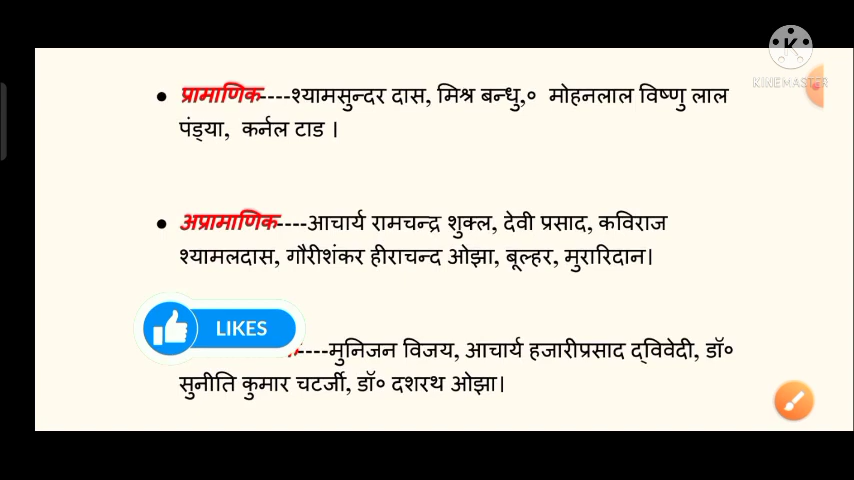 KINEMASTER
• प्रामाणिक----श्यामसुन्दर दास, मिश्र बन्धु,० मोहनलाल विष्णु लाल
पंड्या, कर्नल टाड ।
• अप्रामाणिक----आचार्य रामचन्द्र शुक्ल, देवी प्रसाद, कविराज
श्यामलदास, गौरीशंकर हीराचन्द ओझा, बूल्हर, मुरारिदान।
LIKES
----मुनिजन विजय, आचार्य हजारीप्रसाद द्विवेदी, डॉ०
सुनीति कुमार चटर्जी, डॉ० दशरथ ओझा।